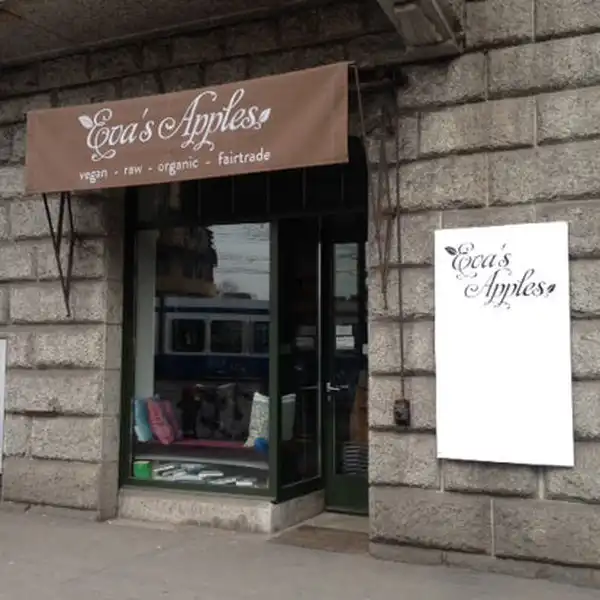 Eva's Apples
vegan - raw - organic - fairtrade
Eva's
Apples